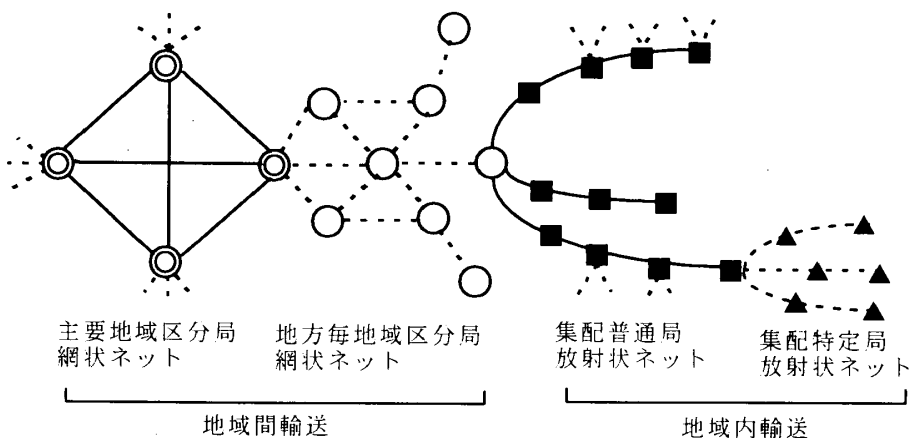 主要地域区分局
網状ネット
地方毎地域区分局
網状ネット
集配普通局
放射状ネット
集配特定局
放射状ネット
地域間輸送
地域内輸送